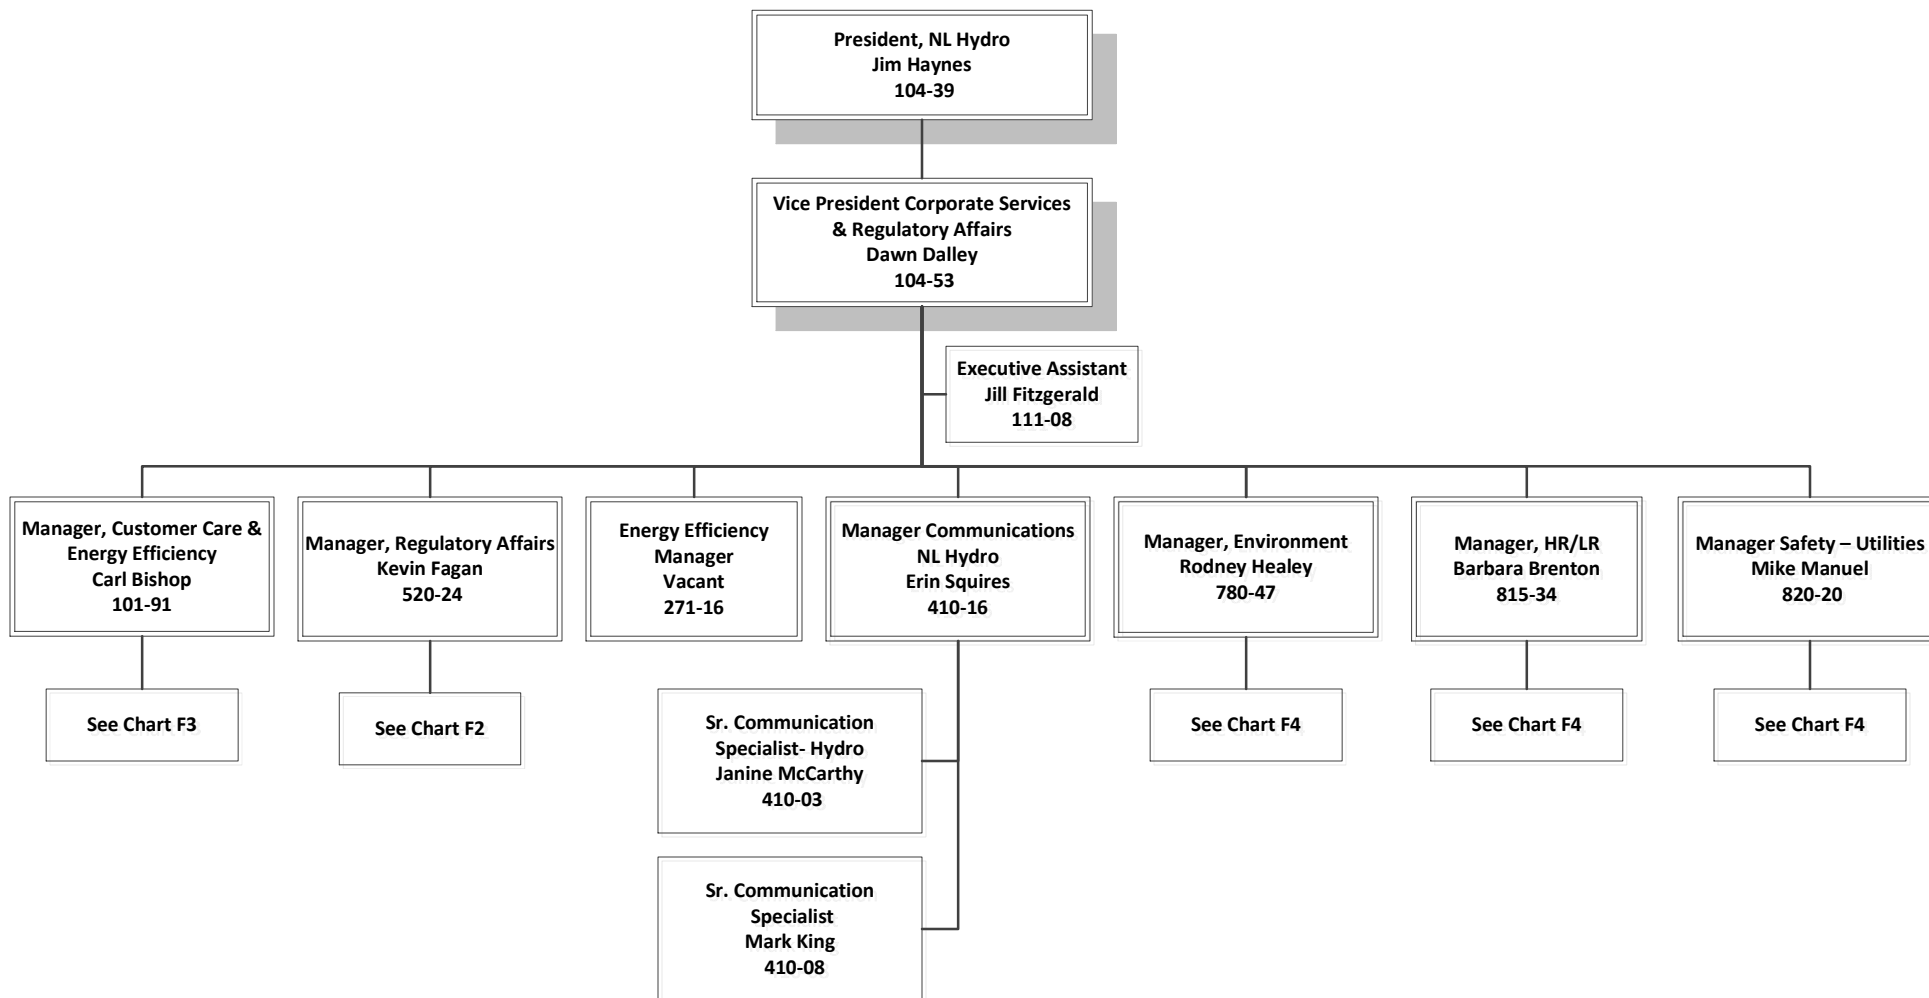 President, NL Hydro
Jim Haynes
104-39
Vice President Corporate Services
& Regulatory Affairs
Dawn Dalley
104-53
Executive Assistant
Jill Fitzgerald
111-08
Manager, Customer Care &
Energy Efficiency
Carl Bishop
101-91
Manager, Regulatory Affairs
Kevin Fagan
520-24
Energy Efficiency
Manager
Vacant
271-16
Manager Communications
NL Hydro
Erin Squires
410-16
Manager, Environment
Rodney Healey
780-47
Manager, HR/LR
Barbara Brenton
815-34
Manager Safety – Utilities
Mike Manuel
820-20
See Chart F3
See Chart F2
Sr. Communication
Specialist- Hydro
Janine McCarthy
410-03
See Chart F4
See Chart F4
See Chart F4
Sr. Communication
Specialist
Mark King
410-08